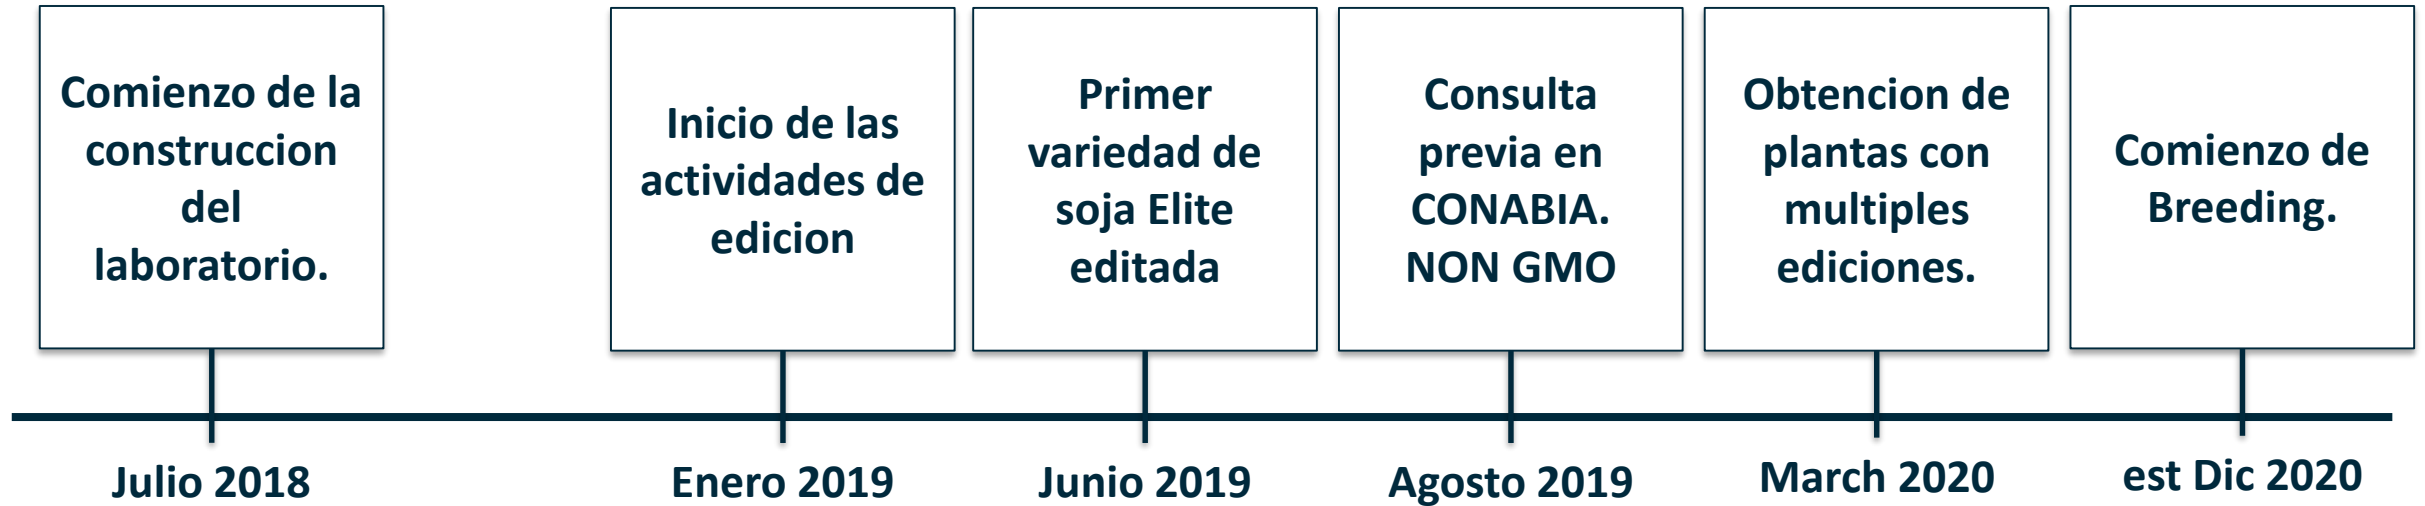 Comienzo de la
construccion
del
laboratorio.
Inicio de las
actividades de
edicion
Primer
variedad de
soja Elite
editada
Consulta
previa en
CONABIA.
NON GMO
Obtencion de
plantas con
multiples
ediciones.
Comienzo de
Breeding.
Julio 2018
Enero 2019
Junio 2019
Agosto 2019
March 2020
est Dic 2020